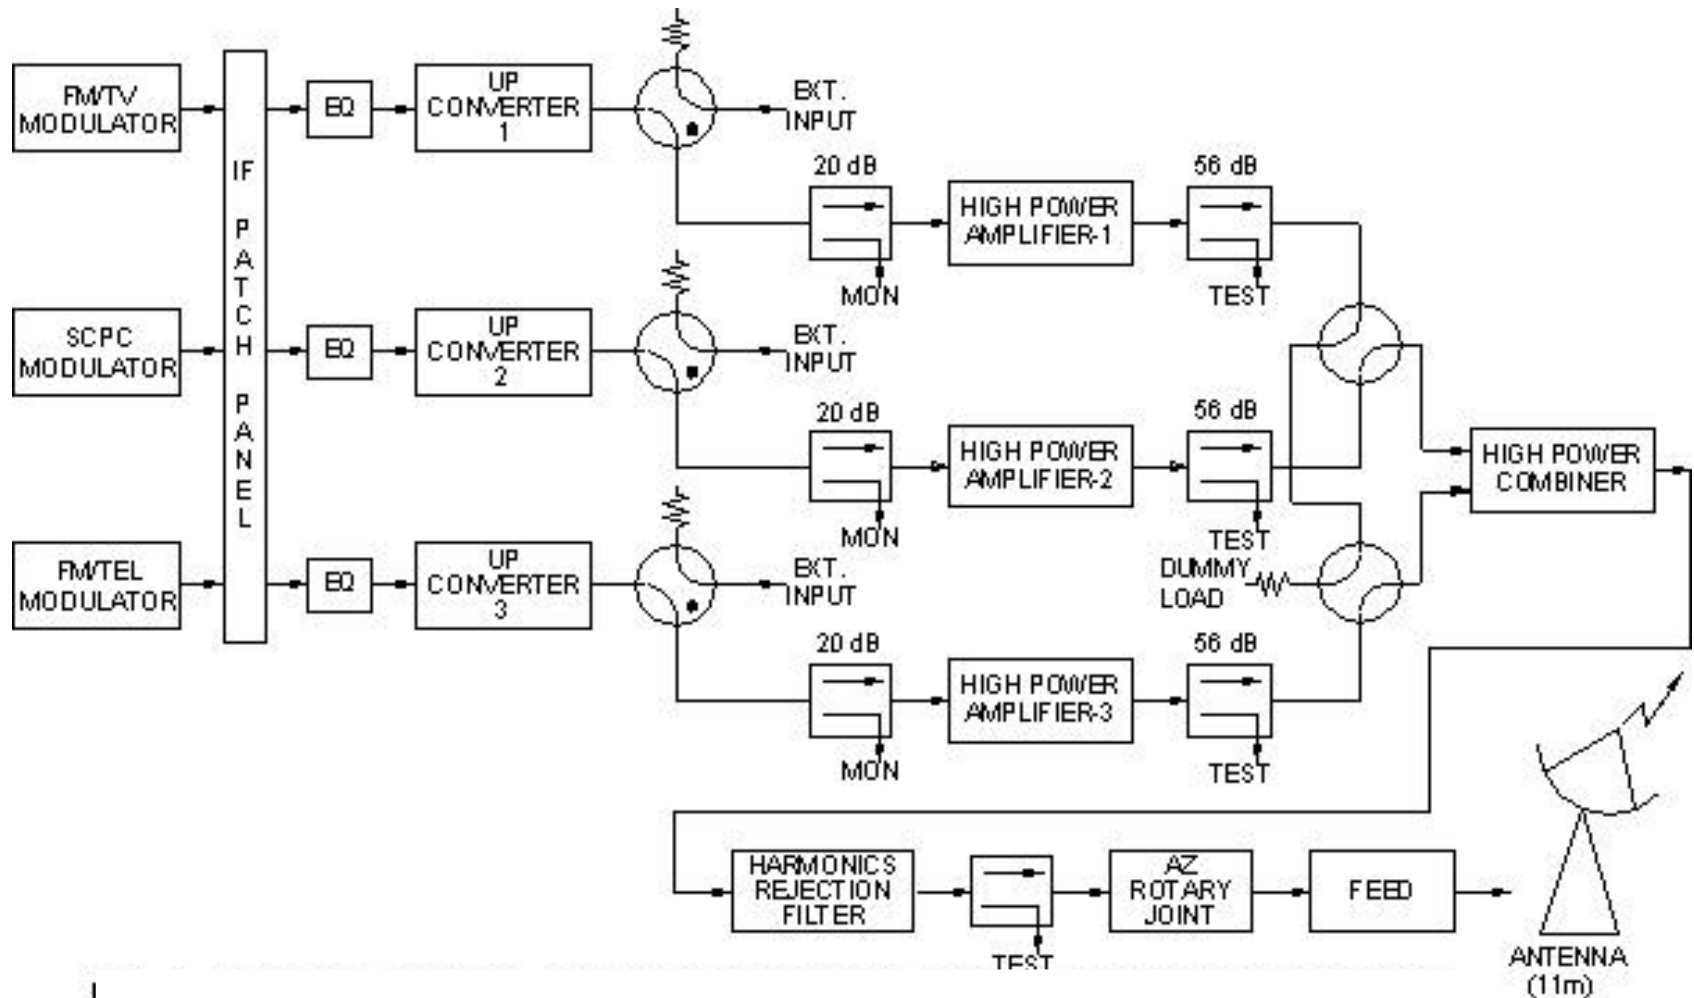 FM/TV
MODULATOR
IF PATCH PANEL
EQ
UP
CONVERTER
1
EXT.
INPUT
20 dB
MON
HIGH POWER
AMPLIFIER-1
56 dB
TEST
SCPC
MODULATOR
EQ
UP
CONVERTER
2
EXT.
INPUT
20 dB
MON
HIGH POWER
AMPLIFIER-2
56 dB
TEST
HIGH POWER
COMBINER
FM/TEL
MODULATOR
EQ
UP
CONVERTER
3
EXT.
INPUT
DUMMY
LOAD
20 dB
MON
HIGH POWER
AMPLIFIER-3
56 dB
TEST
HARMONICS
REJECTION
FILTER
TEST
AZ
ROTARY
JOINT
FEED
ANTENNA
(11m)